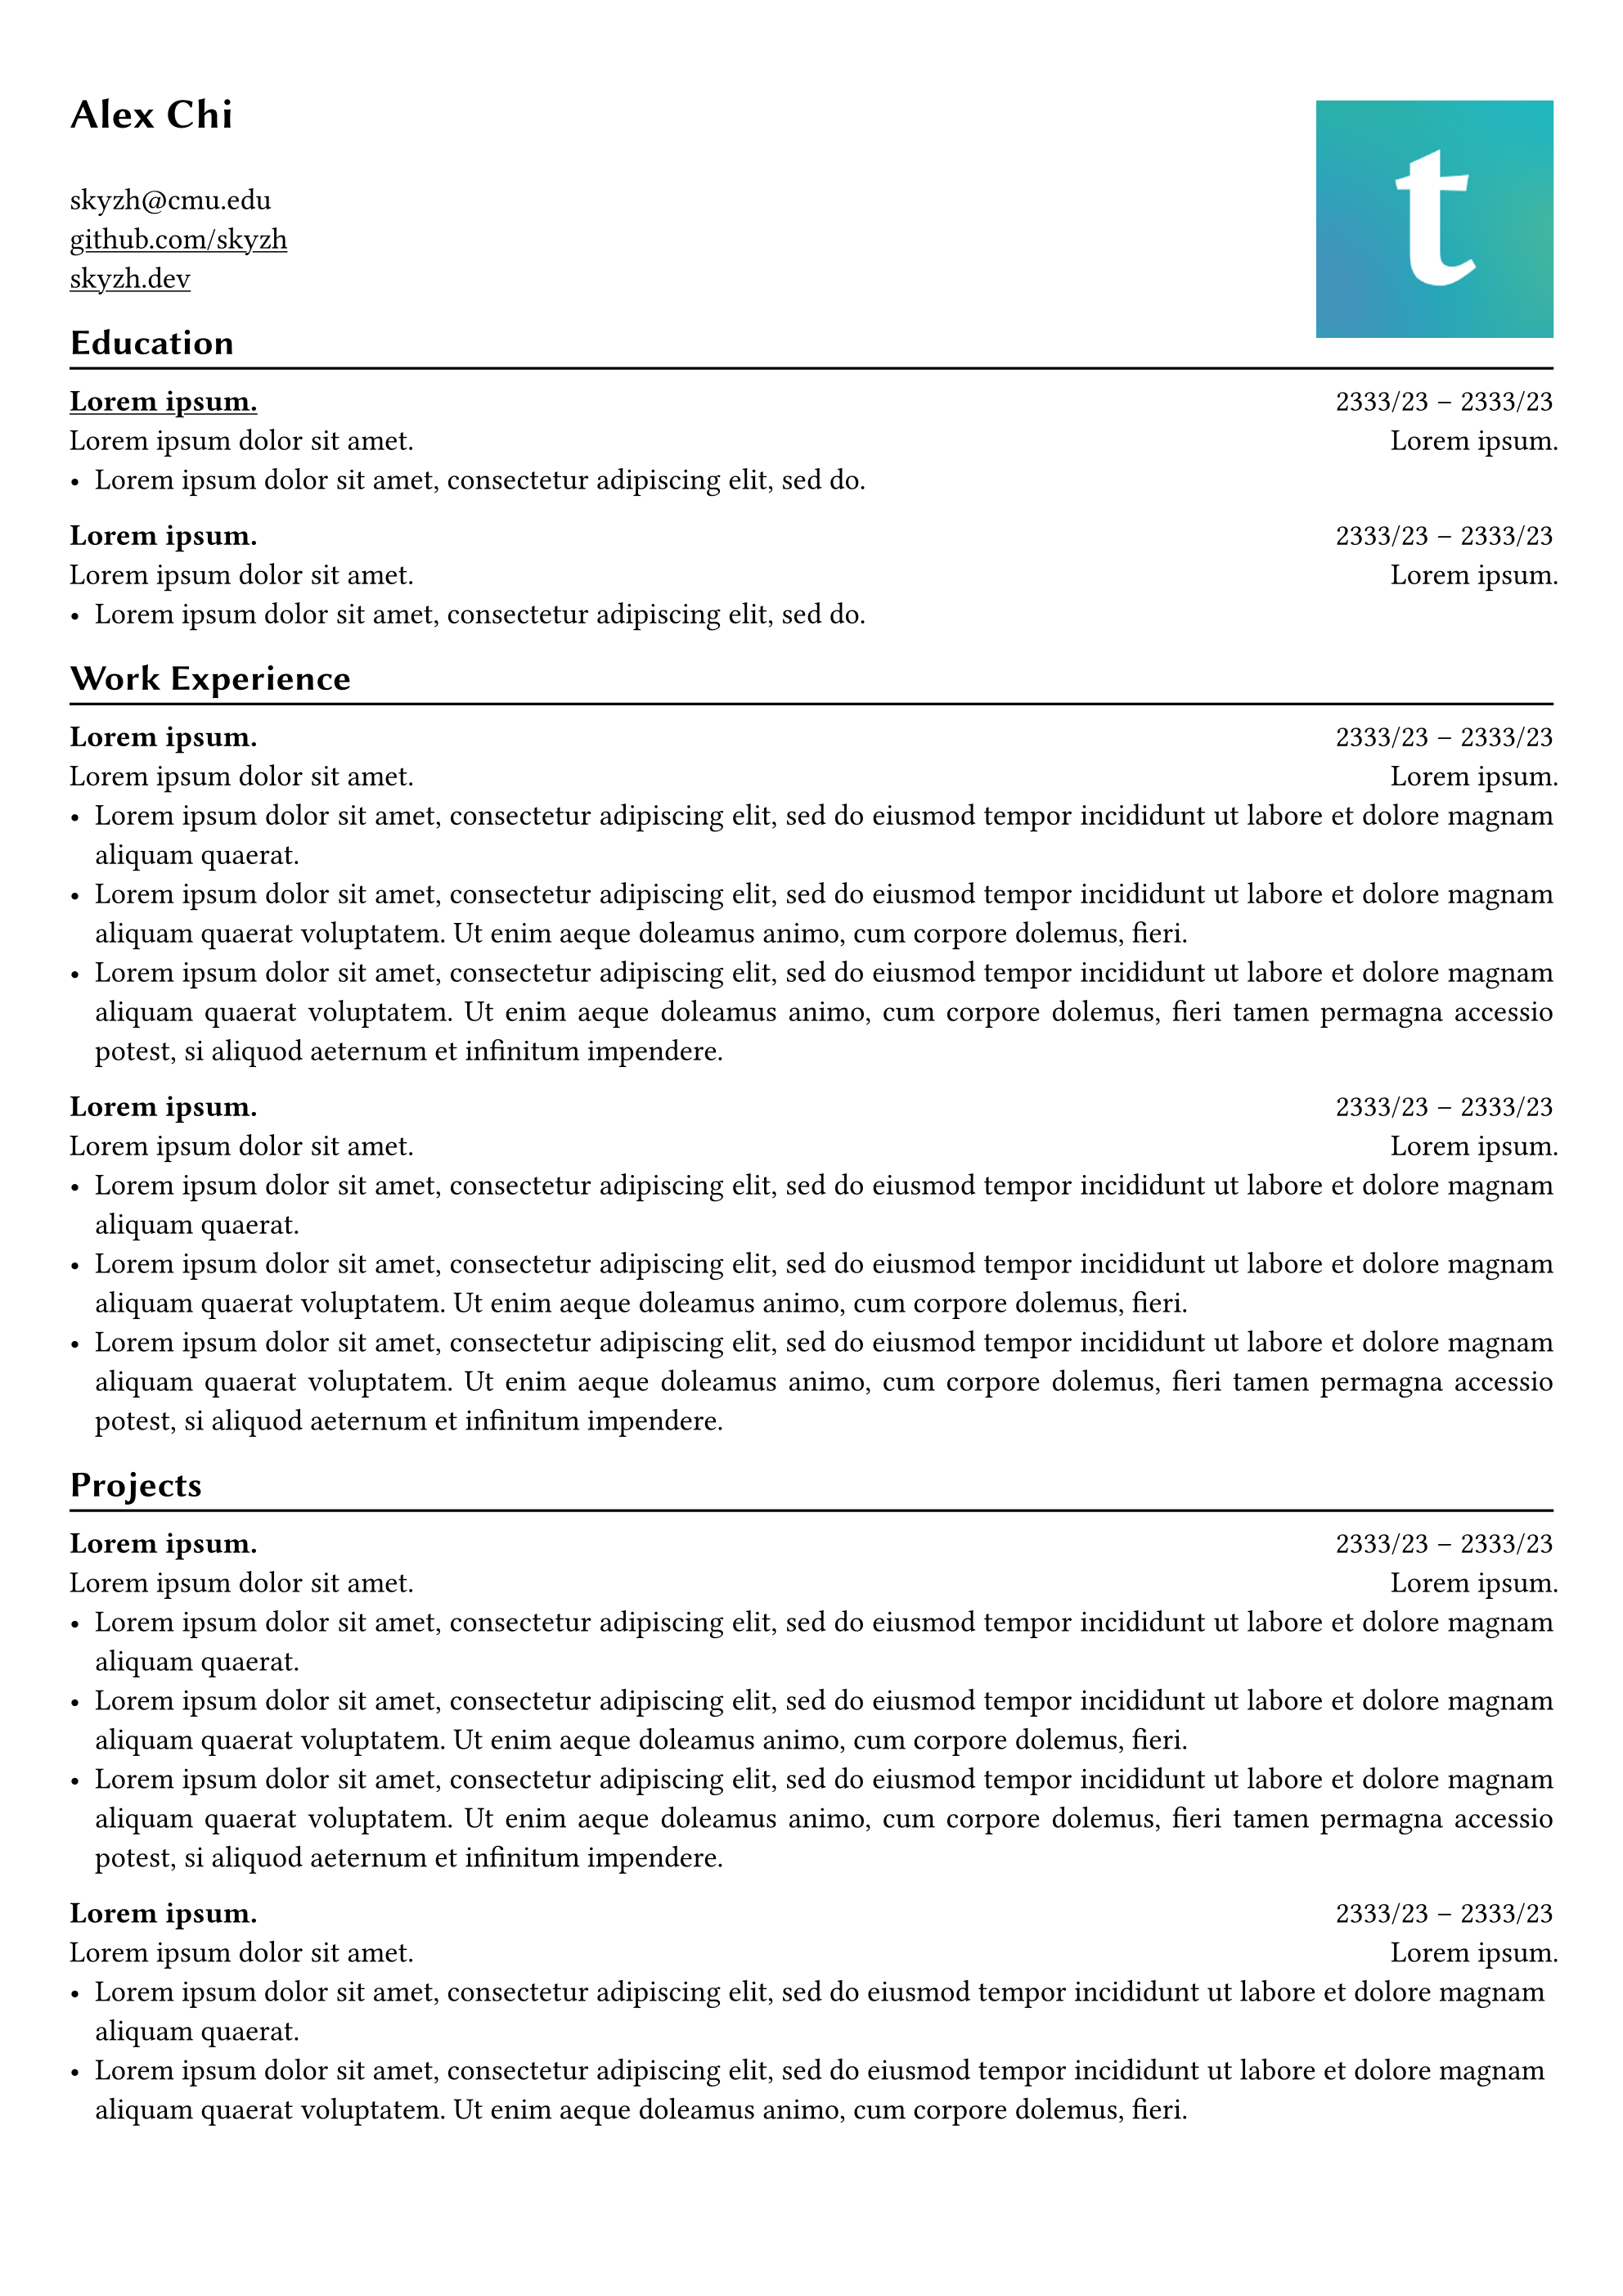 Alex Chi
t
skyzh@cmu.edu
github.com/skyzh
skyzh.dev
Education
Lorem ipsum. 2333/23 – 2333/23
Lorem ipsum dolor sit amet. Lorem ipsum.
• Lorem ipsum dolor sit amet, consectetur adipiscing elit, sed do.
Lorem ipsum. 2333/23 – 2333/23
Lorem ipsum dolor sit amet. Lorem ipsum.
• Lorem ipsum dolor sit amet, consectetur adipiscing elit, sed do.
Work Experience
Lorem ipsum. 2333/23 – 2333/23
Lorem ipsum dolor sit amet. Lorem ipsum.
• Lorem ipsum dolor sit amet, consectetur adipiscing elit, sed do eiusmod tempor incididunt ut labore et dolore magnam
aliquam quaerat.
• Lorem ipsum dolor sit amet, consectetur adipiscing elit, sed do eiusmod tempor incididunt ut labore et dolore magnam
aliquam quaerat voluptatem. Ut enim aeque doleamus animo, cum corpore dolemus, fieri.
• Lorem ipsum dolor sit amet, consectetur adipiscing elit, sed do eiusmod tempor incididunt ut labore et dolore magnam
aliquam quaerat voluptatem. Ut enim aeque doleamus animo, cum corpore dolemus, fieri tamen permagna accessio
potest, si aliquod aeternum et infinitum impendere.
Lorem ipsum. 2333/23 – 2333/23
Lorem ipsum dolor sit amet. Lorem ipsum.
• Lorem ipsum dolor sit amet, consectetur adipiscing elit, sed do eiusmod tempor incididunt ut labore et dolore magnam
aliquam quaerat.
• Lorem ipsum dolor sit amet, consectetur adipiscing elit, sed do eiusmod tempor incididunt ut labore et dolore magnam
aliquam quaerat voluptatem. Ut enim aeque doleamus animo, cum corpore dolemus, fieri.
• Lorem ipsum dolor sit amet, consectetur adipiscing elit, sed do eiusmod tempor incididunt ut labore et dolore magnam
aliquam quaerat voluptatem. Ut enim aeque doleamus animo, cum corpore dolemus, fieri tamen permagna accessio
potest, si aliquod aeternum et infinitum impendere.
Projects
Lorem ipsum. 2333/23 – 2333/23
Lorem ipsum dolor sit amet. Lorem ipsum.
• Lorem ipsum dolor sit amet, consectetur adipiscing elit, sed do eiusmod tempor incididunt ut labore et dolore magnam
aliquam quaerat.
• Lorem ipsum dolor sit amet, consectetur adipiscing elit, sed do eiusmod tempor incididunt ut labore et dolore magnam
aliquam quaerat voluptatem. Ut enim aeque doleamus animo, cum corpore dolemus, fieri.
• Lorem ipsum dolor sit amet, consectetur adipiscing elit, sed do eiusmod tempor incididunt ut labore et dolore magnam
aliquam quaerat voluptatem. Ut enim aeque doleamus animo, cum corpore dolemus, fieri tamen permagna accessio
potest, si aliquod aeternum et infinitum impendere.
Lorem ipsum. 2333/23 – 2333/23
Lorem ipsum dolor sit amet. Lorem ipsum.
• Lorem ipsum dolor sit amet, consectetur adipiscing elit, sed do eiusmod tempor incididunt ut labore et dolore magnam
aliquam quaerat.
• Lorem ipsum dolor sit amet, consectetur adipiscing elit, sed do eiusmod tempor incididunt ut labore et dolore magnam
aliquam quaerat voluptatem. Ut enim aeque doleamus animo, cum corpore dolemus, fieri.